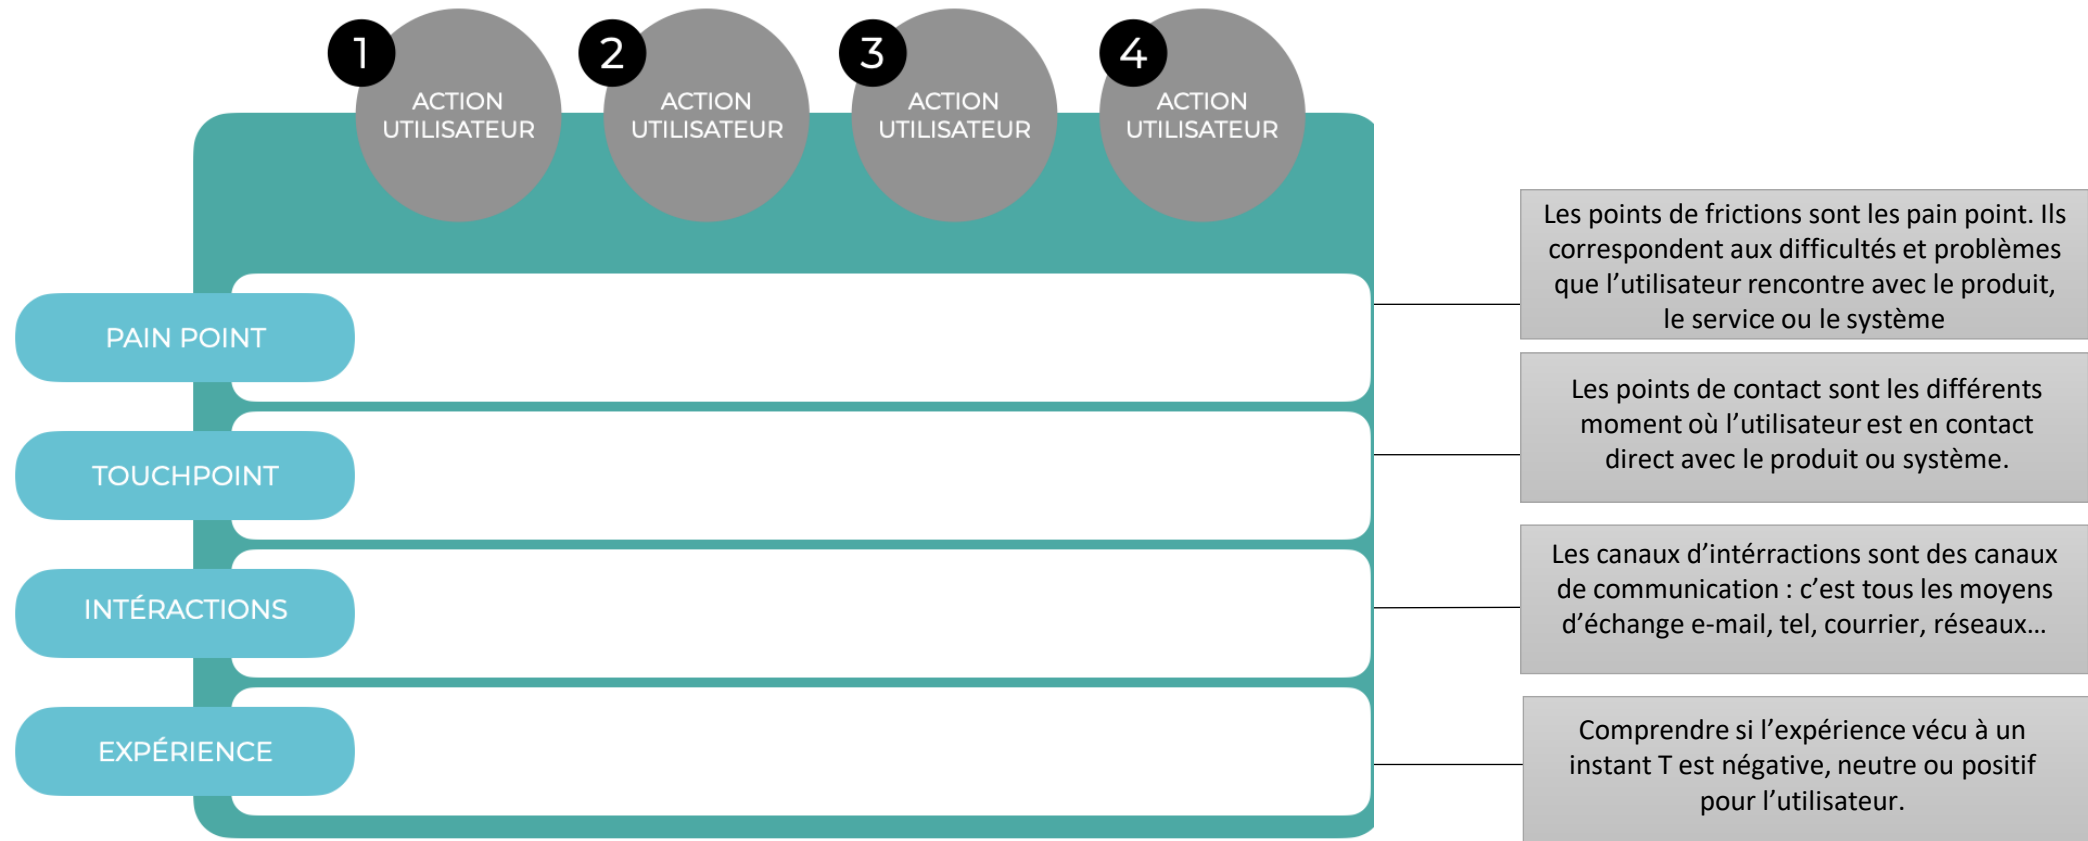 1
ACTION
UTILISATEUR
2
ACTION
UTILISATEUR
3
ACTION
UTILISATEUR
4
ACTION
UTILISATEUR
PAIN POINT
Les points de frictions sont les pain point. Ils
correspondent aux difficultés et problèmes
que l’utilisateur rencontre avec le produit,
le service ou le système
TOUCHPOINT
Les points de contact sont les différents
moment où l’utilisateur est en contact
direct avec le produit ou système.
INTÉRACTIONS
Les canaux d’intérractions sont des canaux
de communication : c’est tous les moyens
d’échange e-mail, tel, courrier, réseaux…
EXPÉRIENCE
Comprendre si l’expérience vécu à un
instant T est négative, neutre ou positif
pour l’utilisateur.